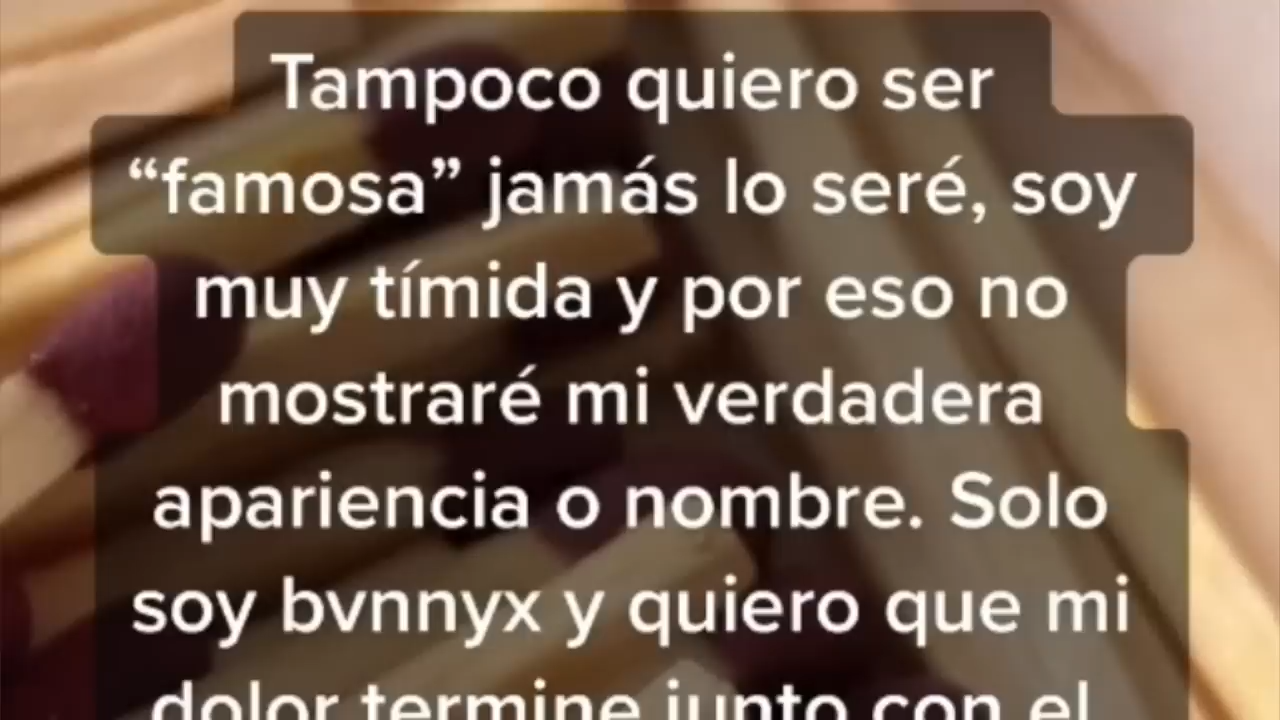 Tampoco quiero ser
“famosa” jamás lo seré, soy
muy tímida y por eso no
mostraré mi verdadera
apariencia o nombre. Solo
soy bvnnyx y quiero que mi
dolor termine junto con el